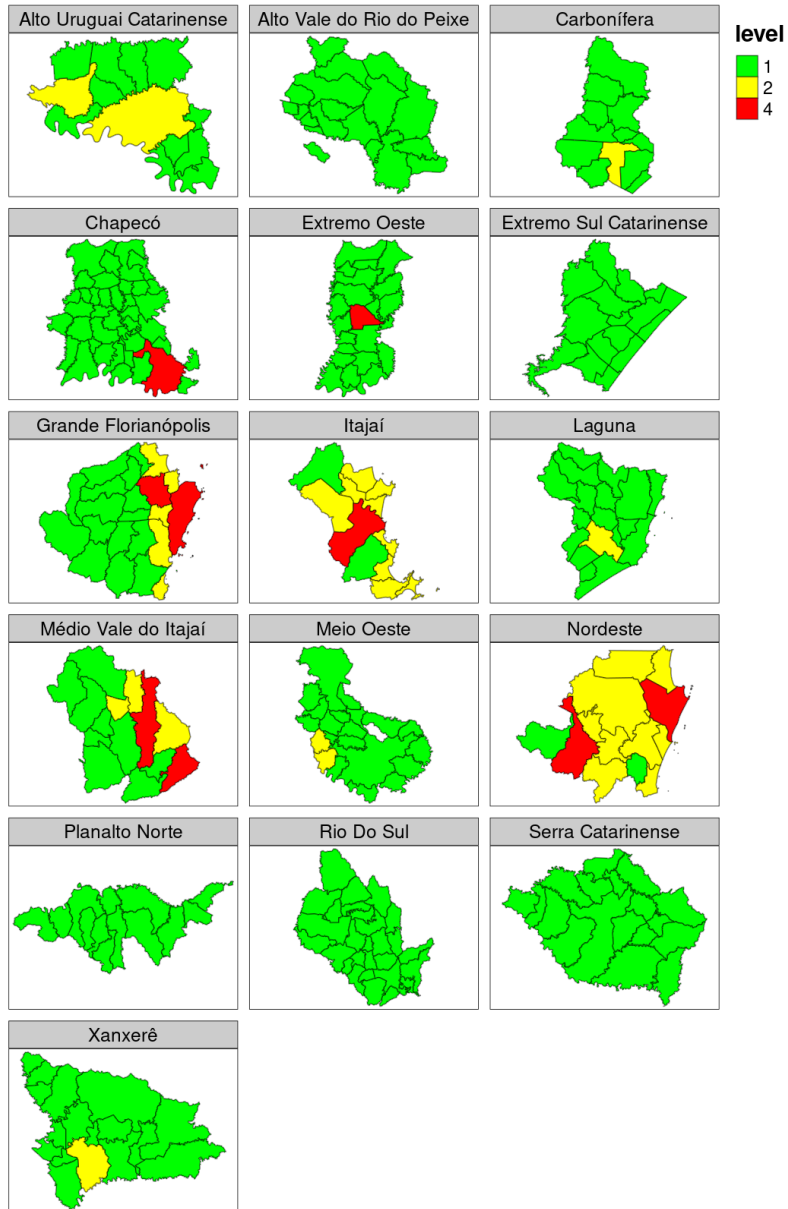 Alto Uruguai Catarinense
Alto Vale do Rio do Peixe
Carbonífera
level
1
2
4
Chapecó
Extremo Oeste
Extremo Sul Catarinense
Grande Florianópolis
Itajaí
Laguna
Médio Vale do Itajaí
Meio Oeste
Nordeste
Planalto Norte
Rio Do Sul
Serra Catarinense
Xanxerê